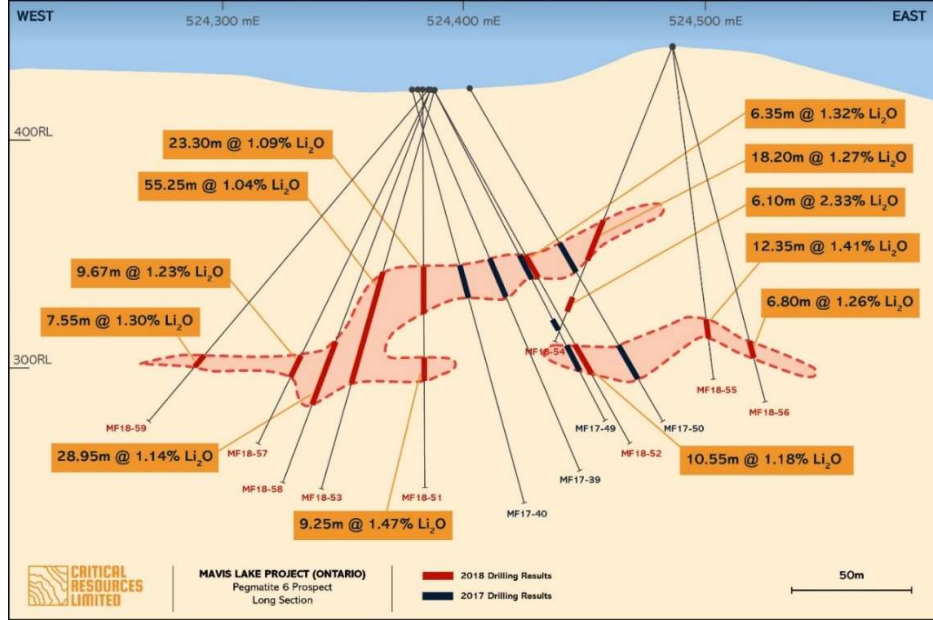 WEST
524,300 mE
524,400 mE
524,500 mE
EAST
400RL
300RL
23.30m @ 1.09% Li₂O
55.25m @ 1.04% Li₂O
9.67m @ 1.23% Li₂O
7.55m @ 1.30% Li₂O
28.95m @ 1.14% Li₂O
9.25m @ 1.47% Li₂O
6.35m @ 1.32% Li₂O
18.20m @ 1.27% Li₂O
6.10m @ 2.33% Li₂O
12.35m @ 1.41% Li₂O
6.80m @ 1.26% Li₂O
10.55m @ 1.18% Li₂O
MF18-54
MF18-55
MF18-56
MF18-59
MF18-57
MF18-58
MF18-53
MF18-51
MF17-40
MF17-39
MF17-49
MF18-52
MF17-50
CRITICAL
RESOURCES
LIMITED
MAVIS LAKE PROJECT (ONTARIO)
Pegmatite 6 Prospect
Long Section
2018 Drilling Results
2017 Drilling Results
50m